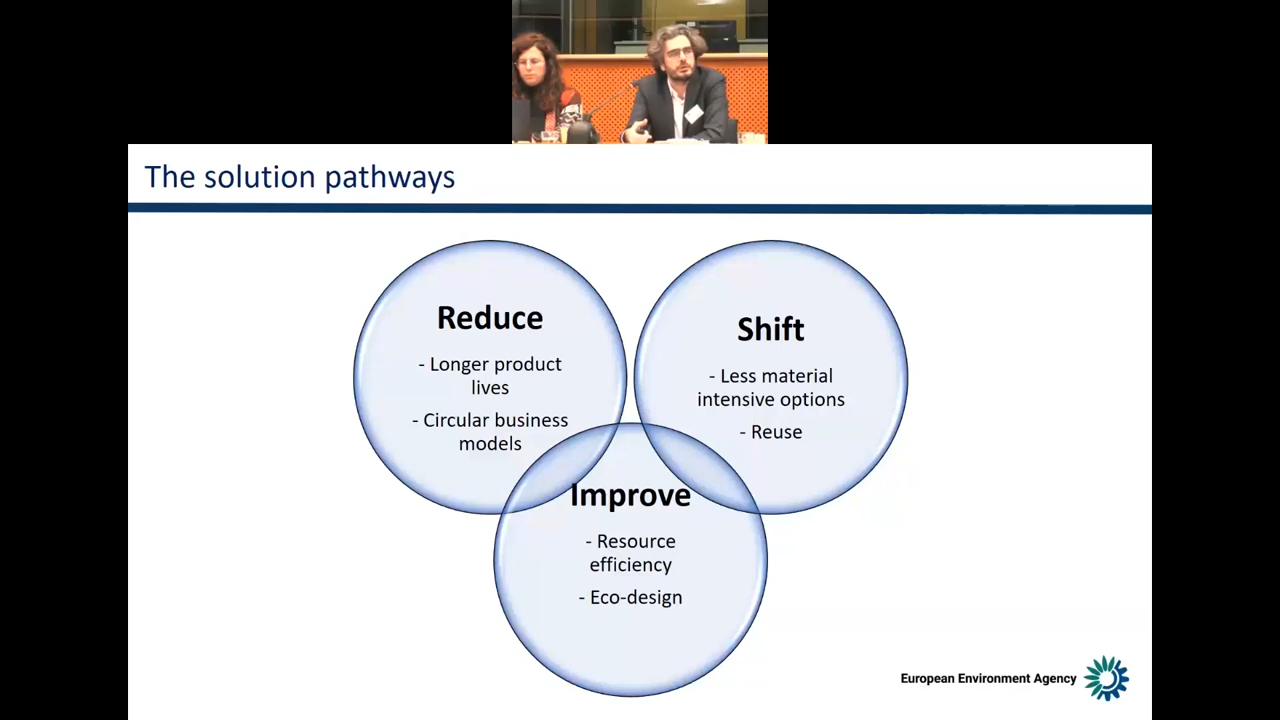 The solution pathways
Reduce
- Longer product
lives
- Circular business
models
Shift
- Less material
intensive options
- Reuse
Improve
- Resource
efficiency
- Eco-design
European Environment Agency